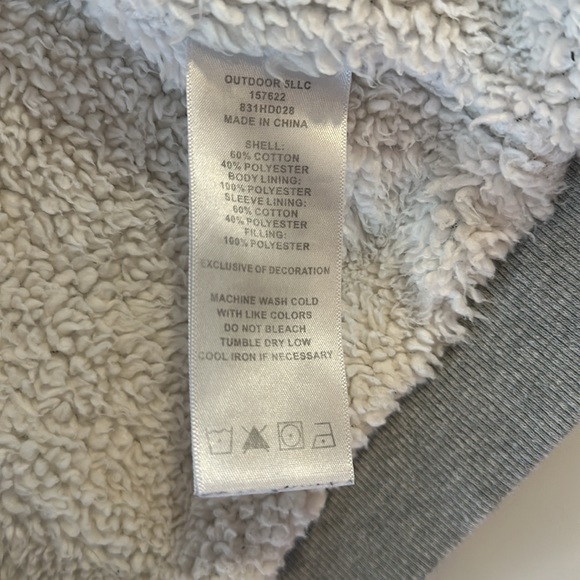 OUTDOOR 5LLC
157622
831HD028
MADE IN CHINA
SHELL:
60% COTTON
40% POLYESTER
BODY LINING:
100% POLYESTER
SLEEVE LINING:
60% COTTON
40% POLYESTER
FILLING:
100% POLYESTER
EXCLUSIVE OF DECORATION
MACHINE WASH COLD
WITH LIKE COLORS
DO NOT BLEACH
TUMBLE DRY LOW
COOL IRON IF NECESSARY